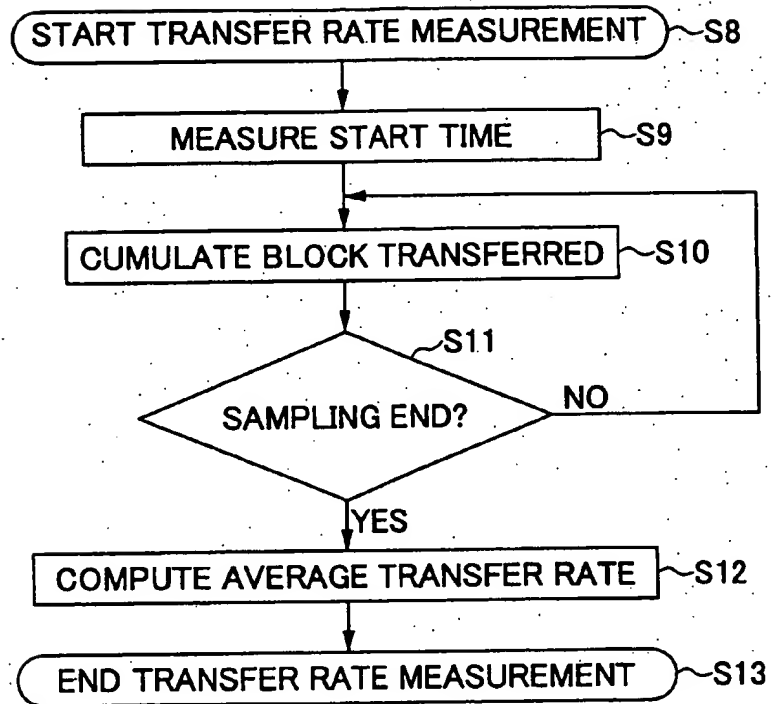 START TRANSFER RATE MEASUREMENT S8
MEASURE START TIME S9
CUMULATE BLOCK TRANSFERRED S10
S11
SAMPLING END? NO
YES
COMPUTE AVERAGE TRANSFER RATE S12
END TRANSFER RATE MEASUREMENT S13